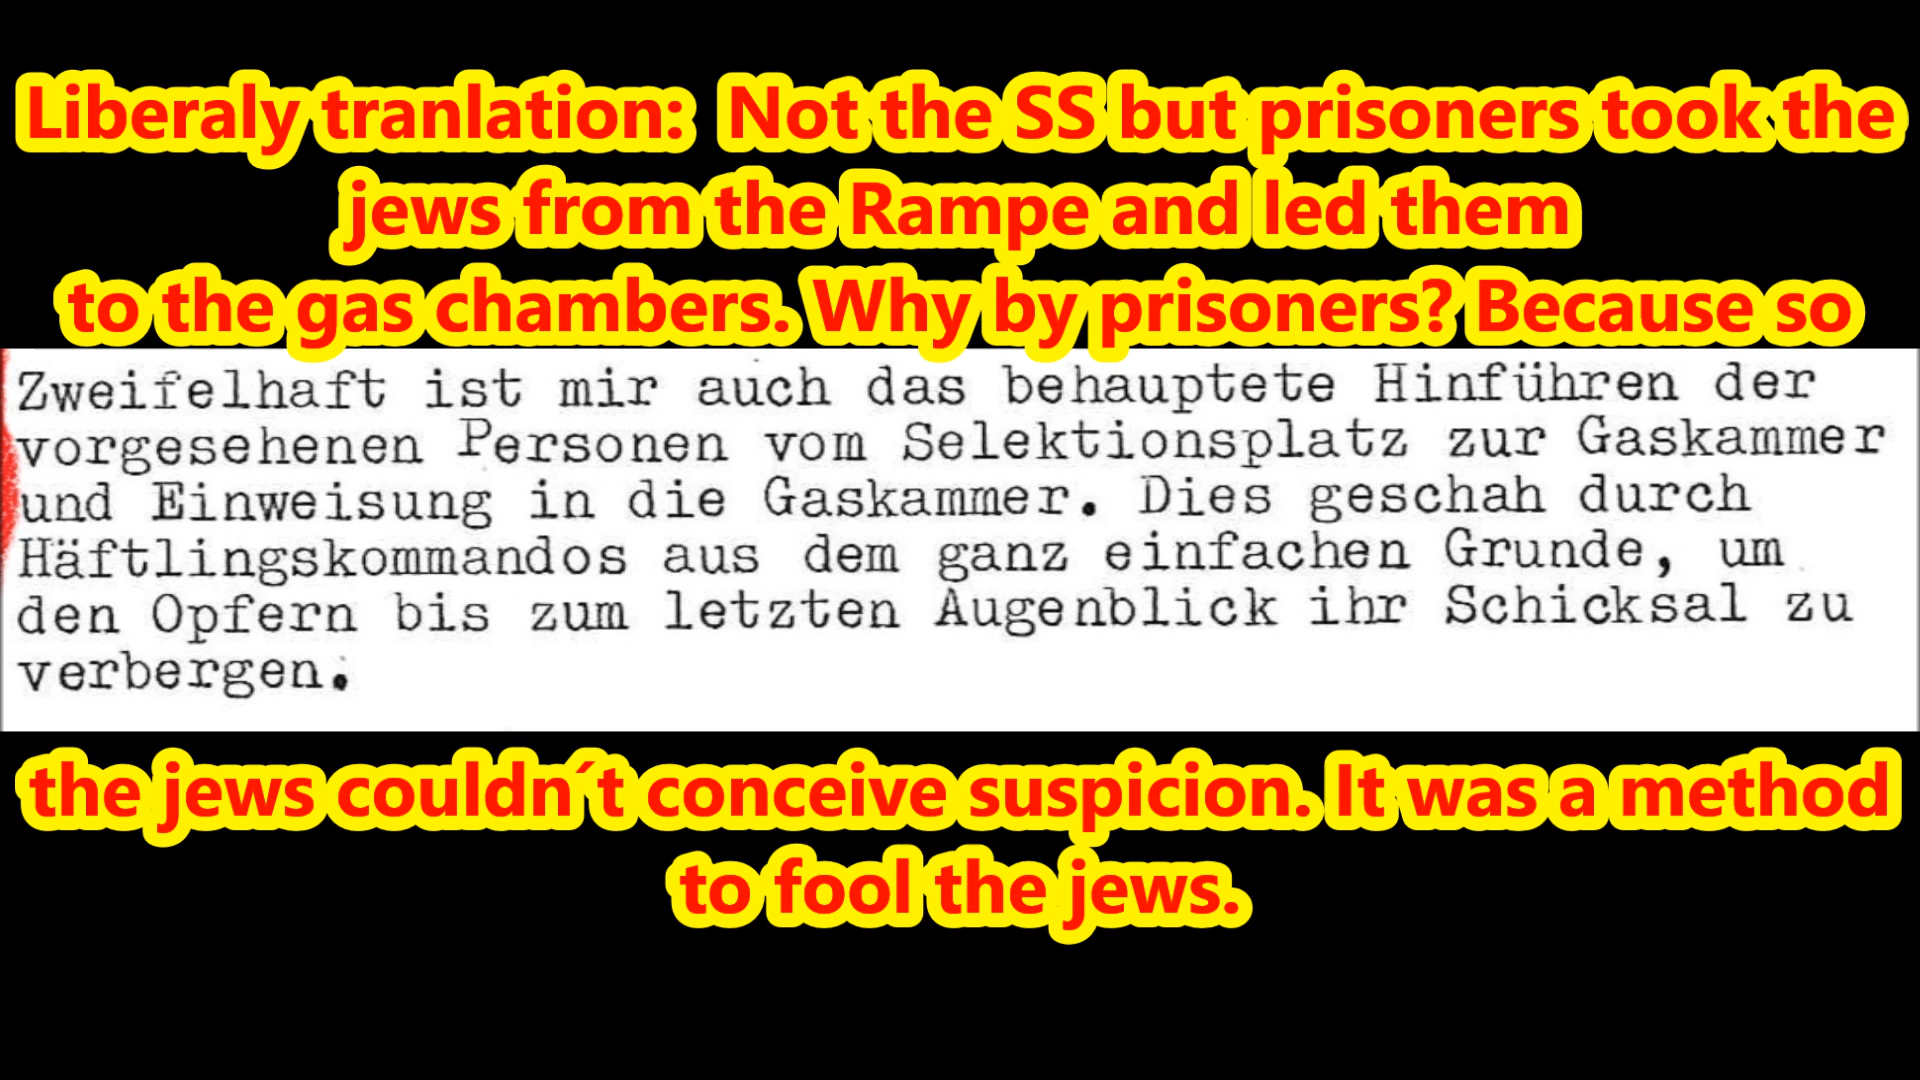 Liberaly tranlation:  Not the SS but prisoners took the
jews from the Rampe and led them
to the gas chambers. Why by prisoners? Because so
Zweifelhaft ist mir auch das behauptete Hinführen der
vorgesehenen Personen vom Selektionsplatz zur Gaskammer
und Einweisung in die Gaskammer. Dies geschah durch
Häftlingskommandos aus dem ganz einfachen Grunde, um
den Opfern bis zum letzten Augenblick ihr Schicksal zu
verbergen.
the jews couldn´t conceive suspicion. It was a method
to fool the jews.